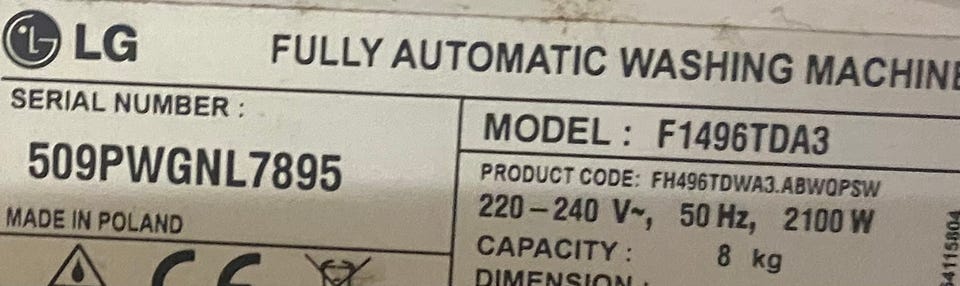 LG FULLY AUTOMATIC WASHING MACHINE
SERIAL NUMBER :
509PWGNL7895
MADE IN POLAND
MODEL : F1496TDA3
PRODUCT CODE: FH496TDWA3.ABWQPSW
220-240 V~, 50 Hz, 2100 W
CAPACITY : 8 kg
DIMENSION :